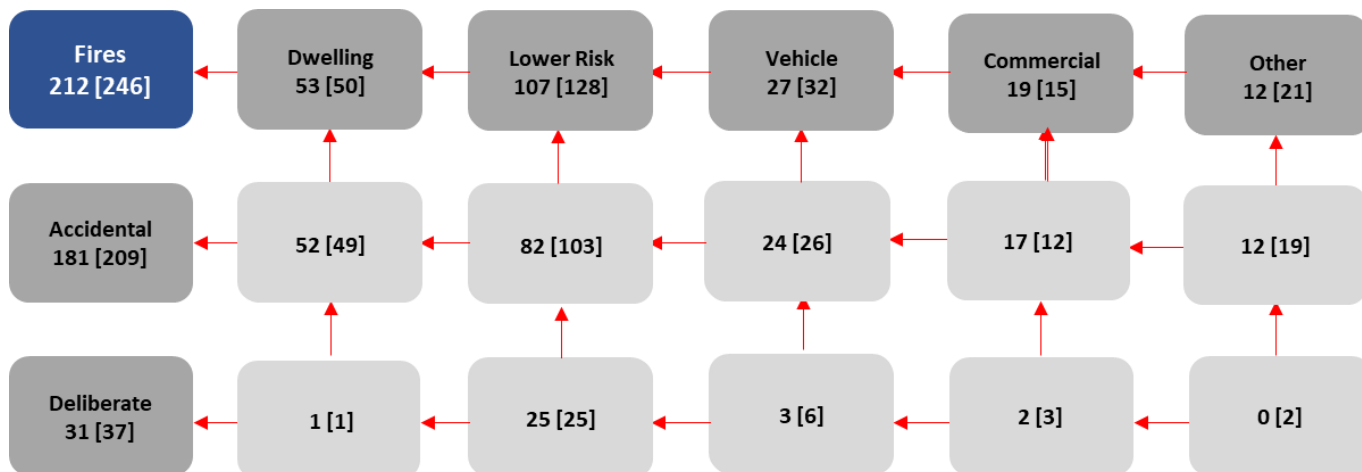 Fires
212 [246]
Dwelling
53 [50]
Lower Risk
107 [128]
Vehicle
27 [32]
Commercial
19 [15]
Other
12 [21]
Accidental
181 [209]
52 [49]
82 [103]
24 [26]
17 [12]
12 [19]
Deliberate
31 [37]
1 [1]
25 [25]
3 [6]
2 [3]
0 [2]